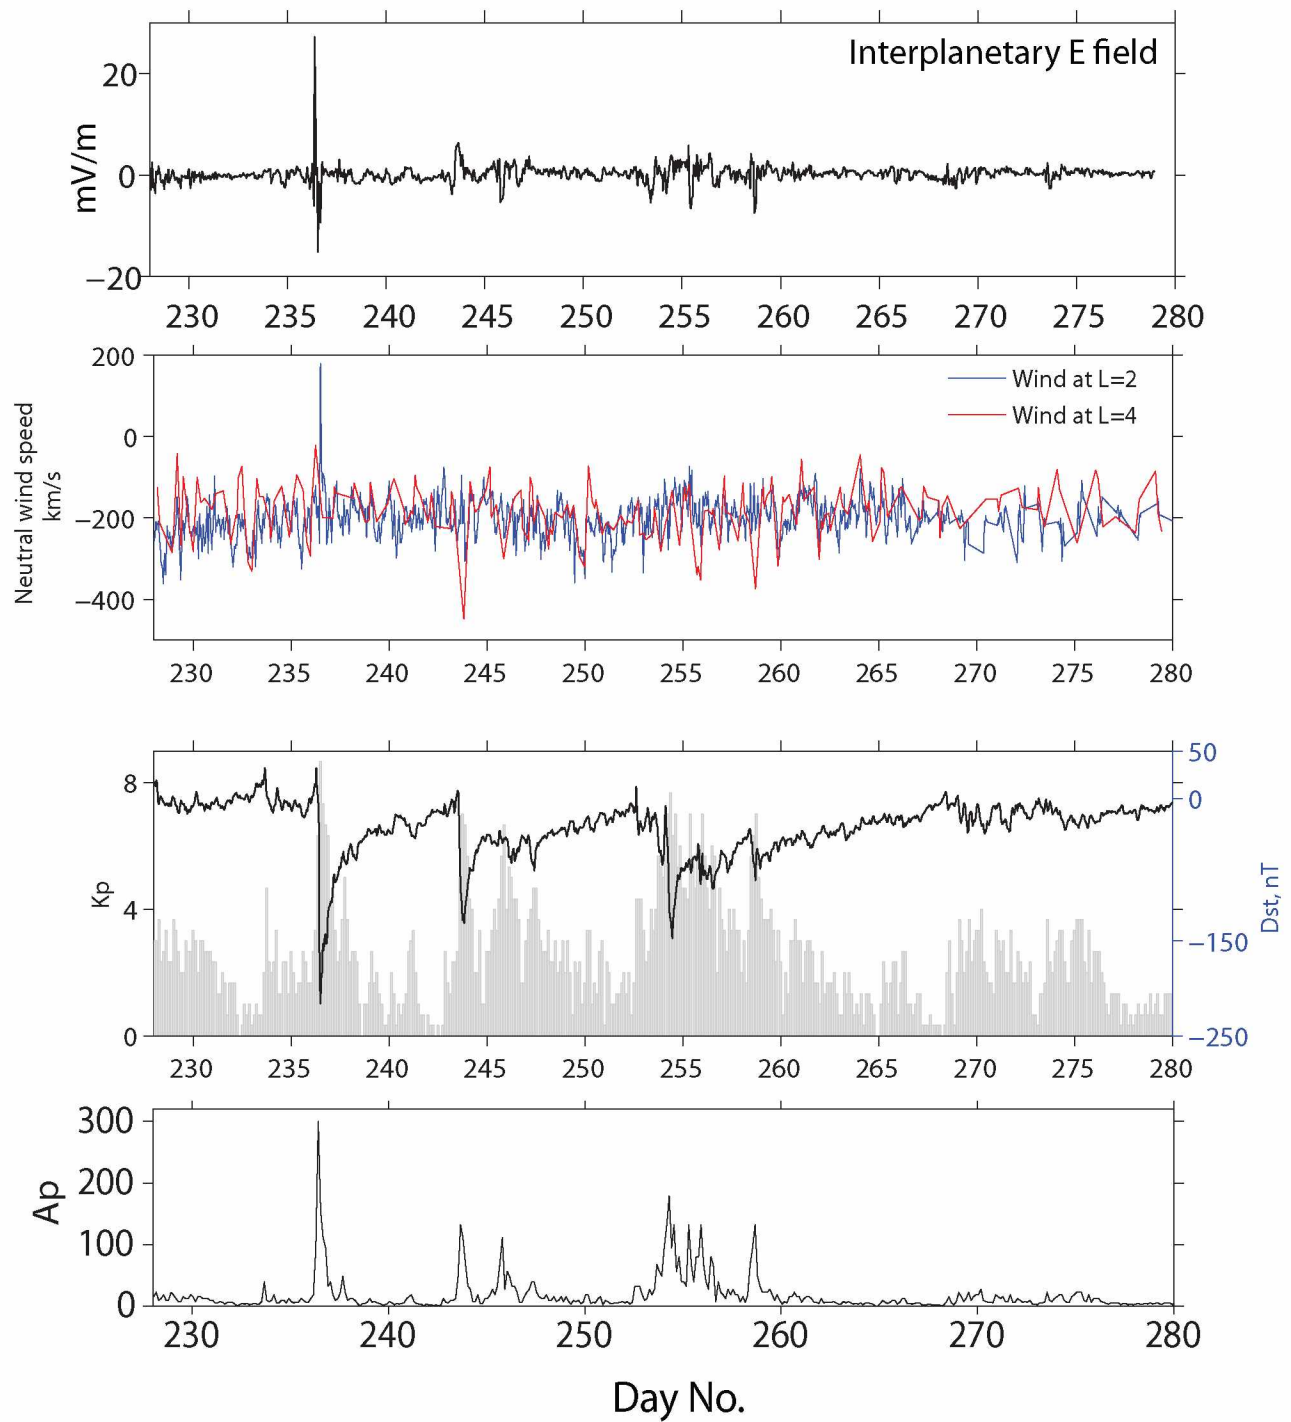 Interplanetary E field
mV/m
20
0
−20
230 235 240 245 250 255 260 265 270 275 280
Neutral wind speed
km/s
200
0
−200
−400
Wind at L=2
Wind at L=4
230 235 240 245 250 255 260 265 270 275 280
Kp
8
4
0
50
0
−150
−250
Dst, nT
230 235 240 245 250 255 260 265 270 275 280
Ap
300
200
100
0
230 240 250 260 270 280
Day No.